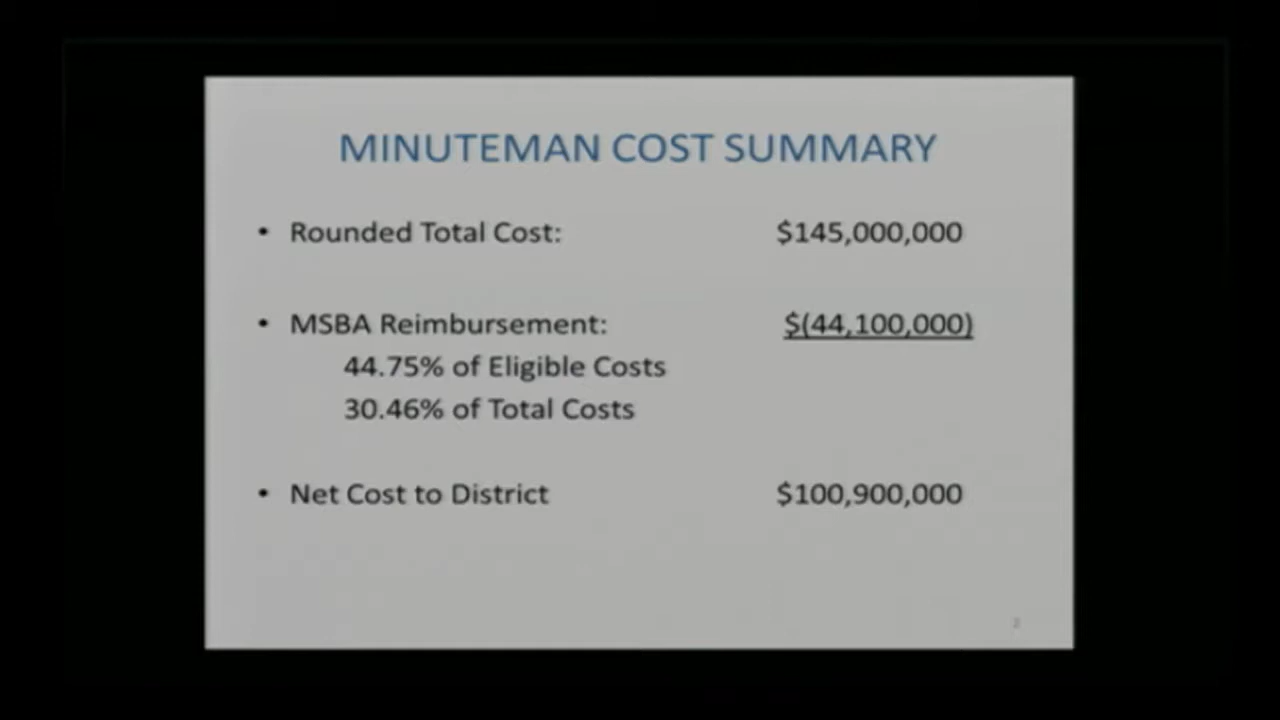 MINUTEMAN COST SUMMARY
• Rounded Total Cost: $145,000,000
• MSBA Reimbursement: $(44,100,000)
44.75% of Eligible Costs
30.46% of Total Costs
• Net Cost to District $100,900,000
2